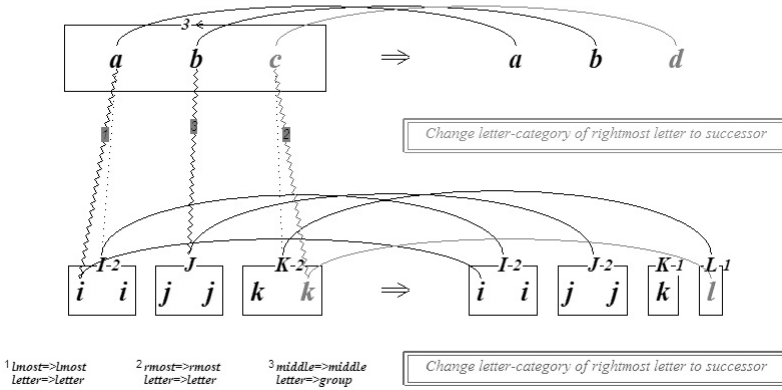 3
a b c ⇒ a b d
1 3 2
Change letter-category of rightmost letter to successor
I-2 J K-2 I-2 J-2 K-1 L-1
i i j j k k ⇒ i i j j k l
1 lmost=>lmost 2 rmost=>rmost 3 middle=>middle
letter=>letter letter=>letter letter=>group
Change letter-category of rightmost letter to successor